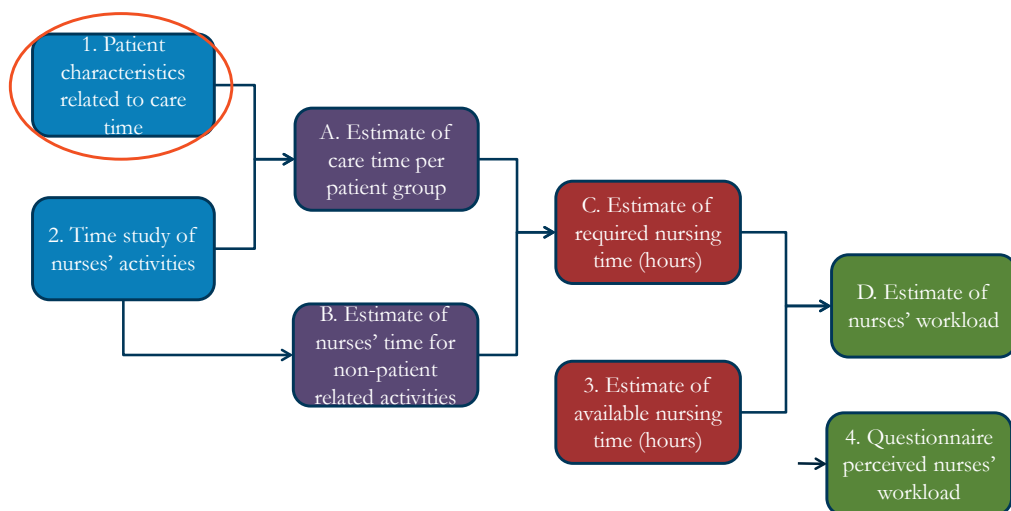 1. Patient
characteristics
related to care
time
A. Estimate of
care time per
patient group
2. Time study of
nurses’ activities
C. Estimate of
required nursing
time (hours)
B. Estimate of
nurses’ time for
non-patient
related activities
D. Estimate of
nurses’ workload
3. Estimate of
available nursing
time (hours)
4. Questionnaire
perceived nurses’
workload